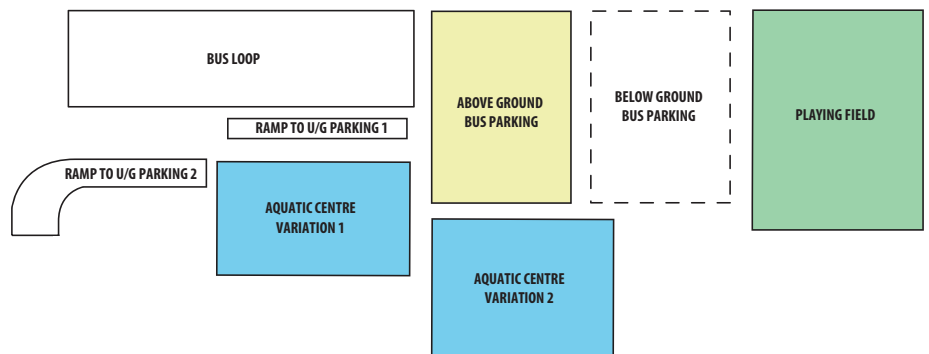 BUS LOOP
ABOVE GROUND
BUS PARKING
BELOW GROUND
BUS PARKING
PLAYING FIELD
RAMP TO U/G PARKING 1
RAMP TO U/G PARKING 2
AQUATIC CENTRE
VARIATION 1
AQUATIC CENTRE
VARIATION 2